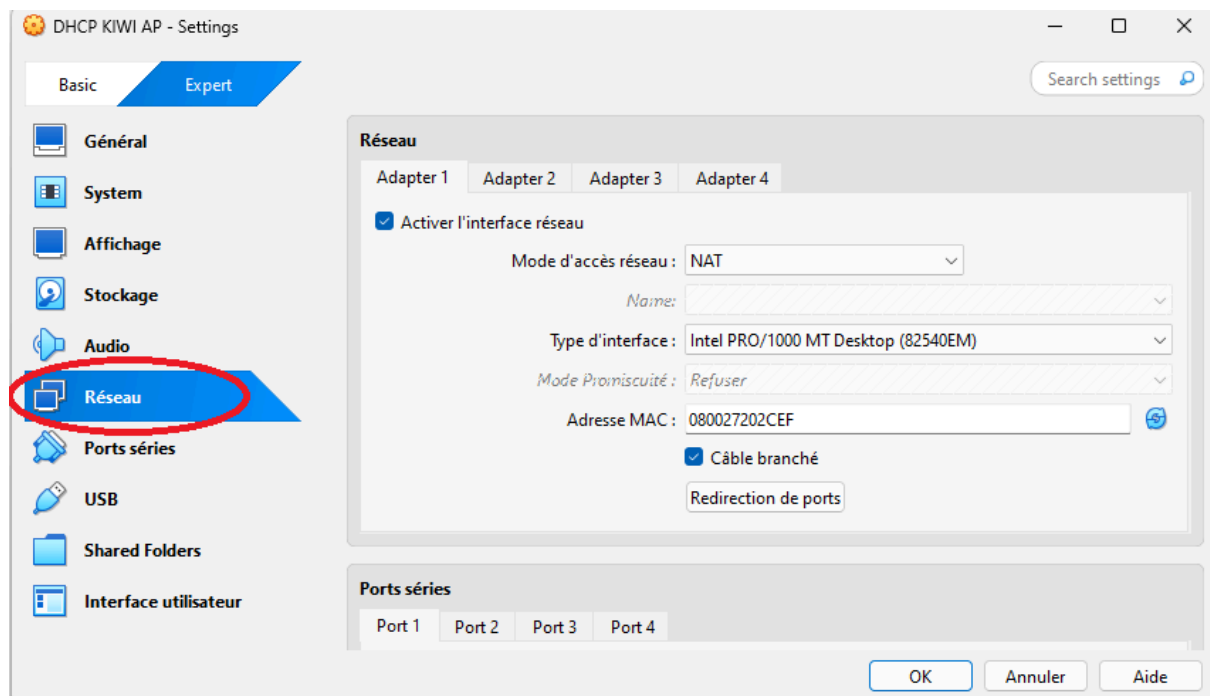 DHCP KIWI AP - Settings
Basic
Expert
Search settings
Général
System
Affichage
Stockage
Audio
Réseau
Ports séries
USB
Shared Folders
Interface utilisateur
Réseau
Adapter 1 Adapter 2 Adapter 3 Adapter 4
Activer l'interface réseau
Mode d'accès réseau : NAT
Name:
Type d'interface : Intel PRO/1000 MT Desktop (82540EM)
Mode Promiscuité : Refuser
Adresse MAC : 080027202CEF
Câble branché
Redirection de ports
Ports séries
Port 1 Port 2 Port 3 Port 4
OK Annuler Aide